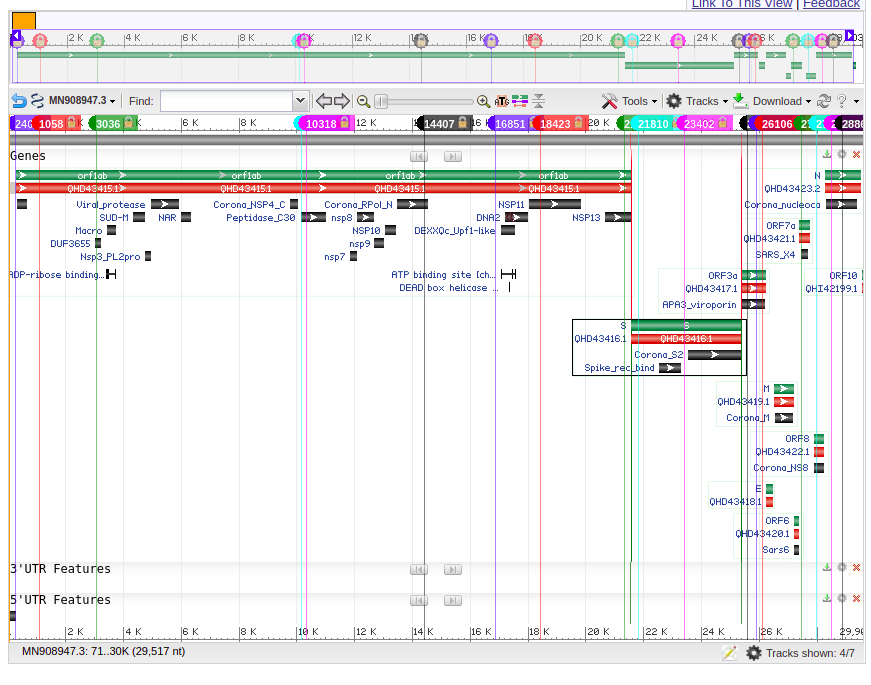 Link To This View | Feedback
2 K 4 K 6 K 8 K 10 K 12 K 14 K 16 K 20 K 22 K 24 K
MN908947.3 Find: Tools Tracks Download ?
240 1058 3036 6 K 8 K 10318 12 K 14407 16 K 16851 18423 20 K 21810 23402 26106 2886
Genes
orf1ab orf1ab orf1ab orf1ab N
QHD43415.1 QHD43415.1 QHD43415.1 QHD43415.1 QHD43423.2
Viral_protease Corona_NSP4_C Corona_RPol_N NSP11 Corona_nucleoca
SUD-M NAR Peptidase_C30 nsp8 DNA2 NSP13
ORF7a
Macro NSP10 DEXXQc_Upf1-like
QHD43421.1
DUF3655 nsp9
SARS_X4
Nsp3_PL2pro nsp7
ADP-ribose binding... ATP binding site [ch... ORF3a ORF10
DEAD box helicase ... QHD43417.1 QHI42199.1
APA3_viroporin
S S
QHD43416.1 QHD43416.1
Corona_S2
Spike_rec_bind
M
QHD43419.1
Corona_M
ORF8
QHD43422.1
Corona_NS8
E
QHD43418.1
ORF6
QHD43420.1
Sars6
3'UTR Features
5'UTR Features
2 K 4 K 6 K 8 K 10 K 12 K 14 K 16 K 18 K 20 K 22 K 24 K 26 K 29,90
MN908947.3: 71..30K (29,517 nt) Tracks shown: 4/7